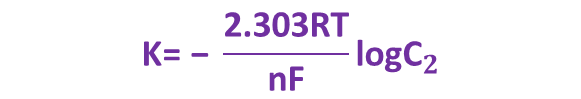 K= − 2.303RT/nF logC₂